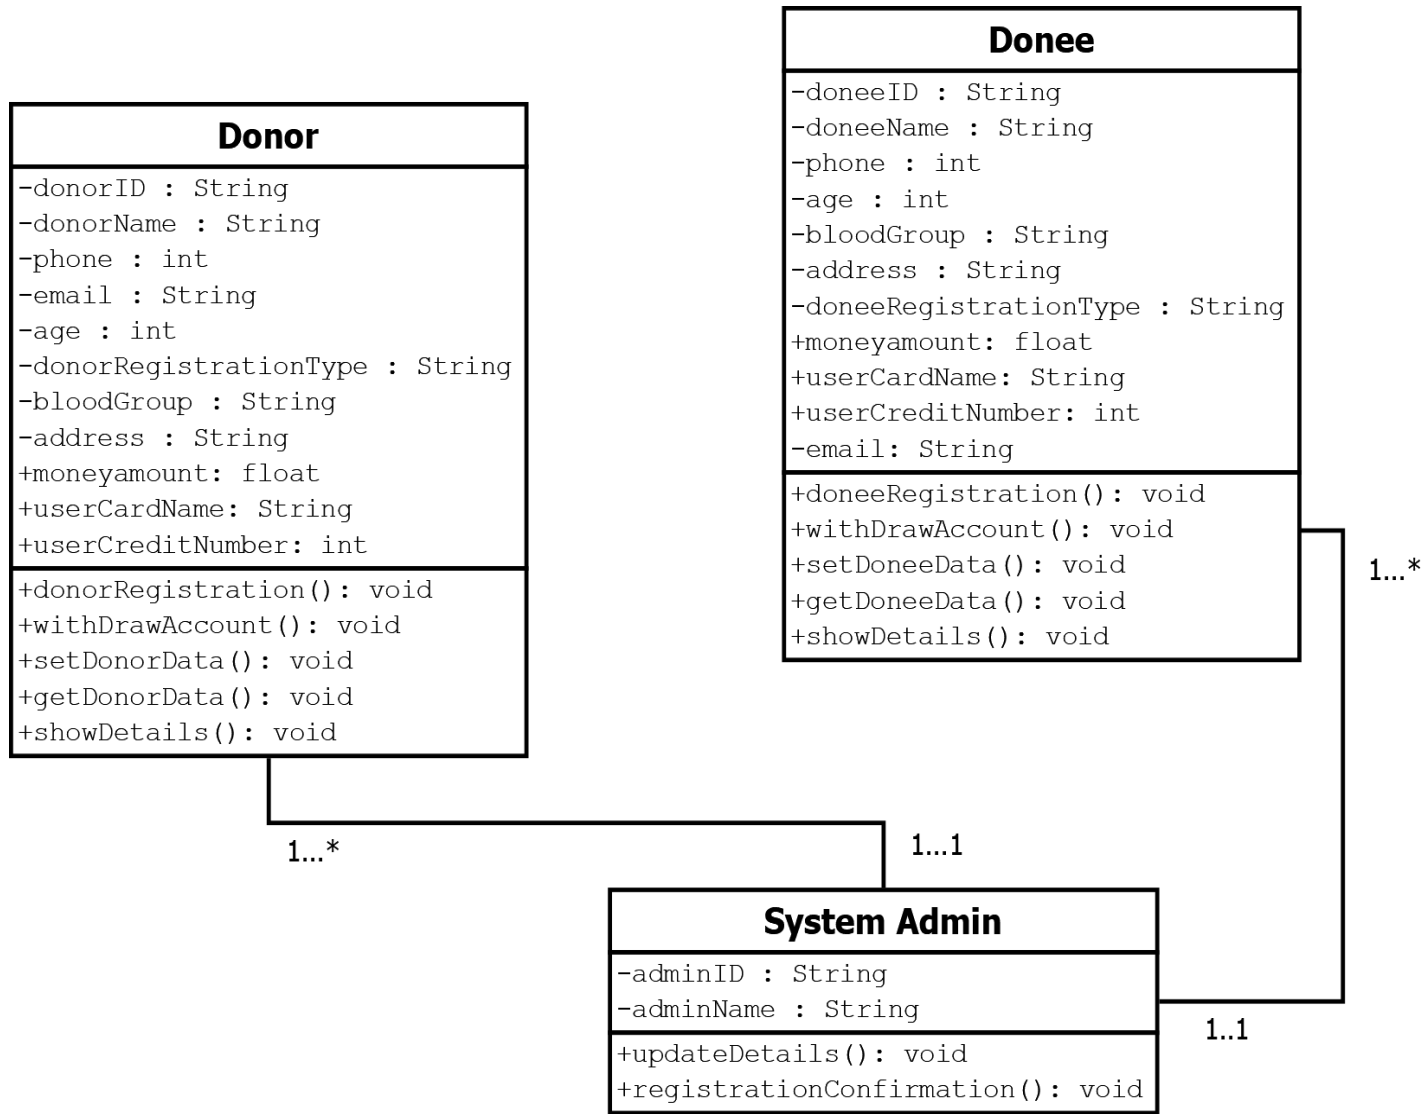 Donor
-donorID : String
-donorName : String
-phone : int
-email : String
-age : int
-donorRegistrationType : String
-bloodGroup : String
-address : String
+moneyamount: float
+userCardName: String
+userCreditNumber: int
+donorRegistration(): void
+withDrawAccount(): void
+setDonorData(): void
+getDonorData(): void
+showDetails(): void
Donee
-doneeID : String
-doneeName : String
-phone : int
-age : int
-bloodGroup : String
-address : String
-doneeRegistrationType : String
+moneyamount: float
+userCardName: String
+userCreditNumber: int
-email: String
+doneeRegistration(): void
+withDrawAccount(): void
+setDoneeData(): void
+getDoneeData(): void
+showDetails(): void
1...*
1...*
1...1
System Admin
-adminID : String
-adminName : String
+updateDetails(): void
+registrationConfirmation(): void
1..1